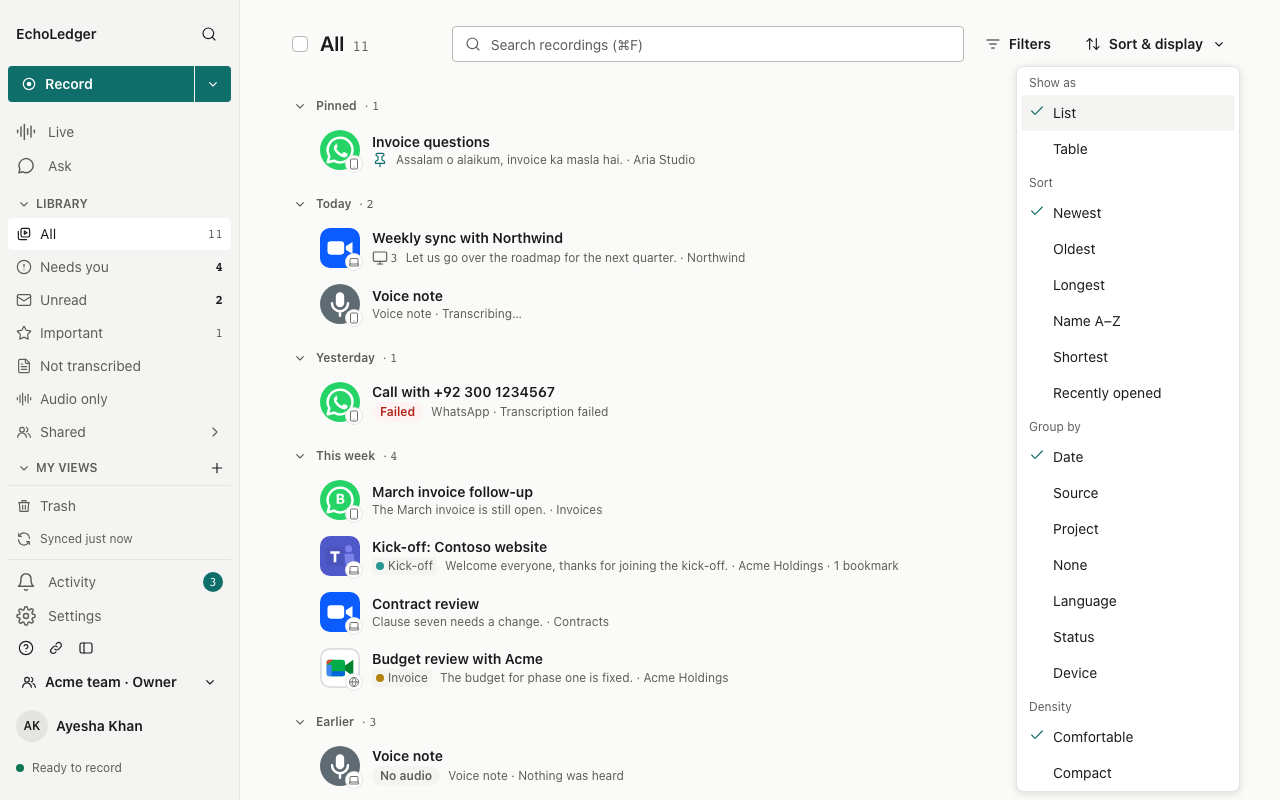 EchoLedger
Record
Live
Ask
LIBRARY
All 11
Needs you 4
Unread 2
Important 1
Not transcribed
Audio only
Shared
MY VIEWS
Trash
Synced just now
Activity 3
Settings
Acme team · Owner
AK Ayesha Khan
Ready to record
All 11
Search recordings (⌘F)
Filters
Sort & display
Pinned · 1
Invoice questions
Assalam o alaikum, invoice ka masla hai. · Aria Studio
Today · 2
Weekly sync with Northwind
3 Let us go over the roadmap for the next quarter. · Northwind
Voice note
Voice note · Transcribing…
Yesterday · 1
Call with +92 300 1234567
Failed WhatsApp · Transcription failed
This week · 4
B
March invoice follow-up
The March invoice is still open. · Invoices
T
Kick-off: Contoso website
Kick-off Welcome everyone, thanks for joining the kick-off. · Acme Holdings · 1 bookmark
Contract review
Clause seven needs a change. · Contracts
Budget review with Acme
Invoice The budget for phase one is fixed. · Acme Holdings
Earlier · 3
Voice note
No audio Voice note · Nothing was heard
Show as
List
Table
Sort
Newest
Oldest
Longest
Name A–Z
Shortest
Recently opened
Group by
Date
Source
Project
None
Language
Status
Device
Density
Comfortable
Compact